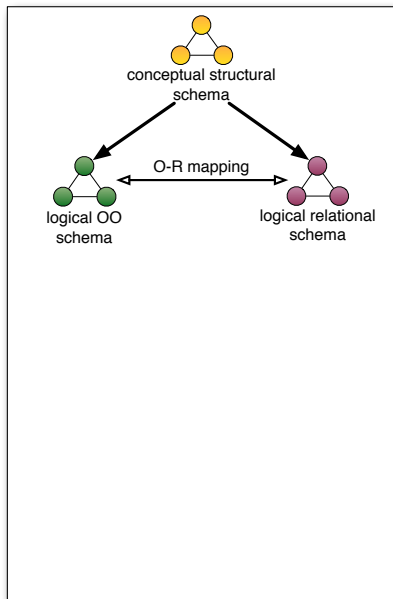 conceptual structural
schema
O-R mapping
logical OO
schema
logical relational
schema